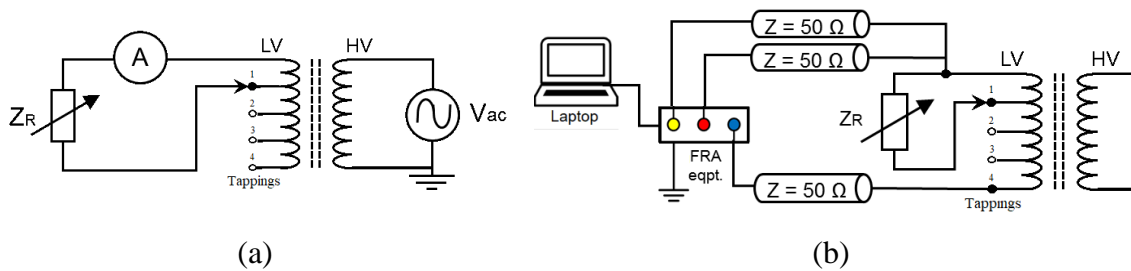 A
LV
HV
1
2
3
4
ZR
Vac
Tappings
(a)
Z = 50 Ω
Z = 50 Ω
Laptop
FRA
eqpt.
LV
HV
1
2
3
4
ZR
Z = 50 Ω
Tappings
(b)